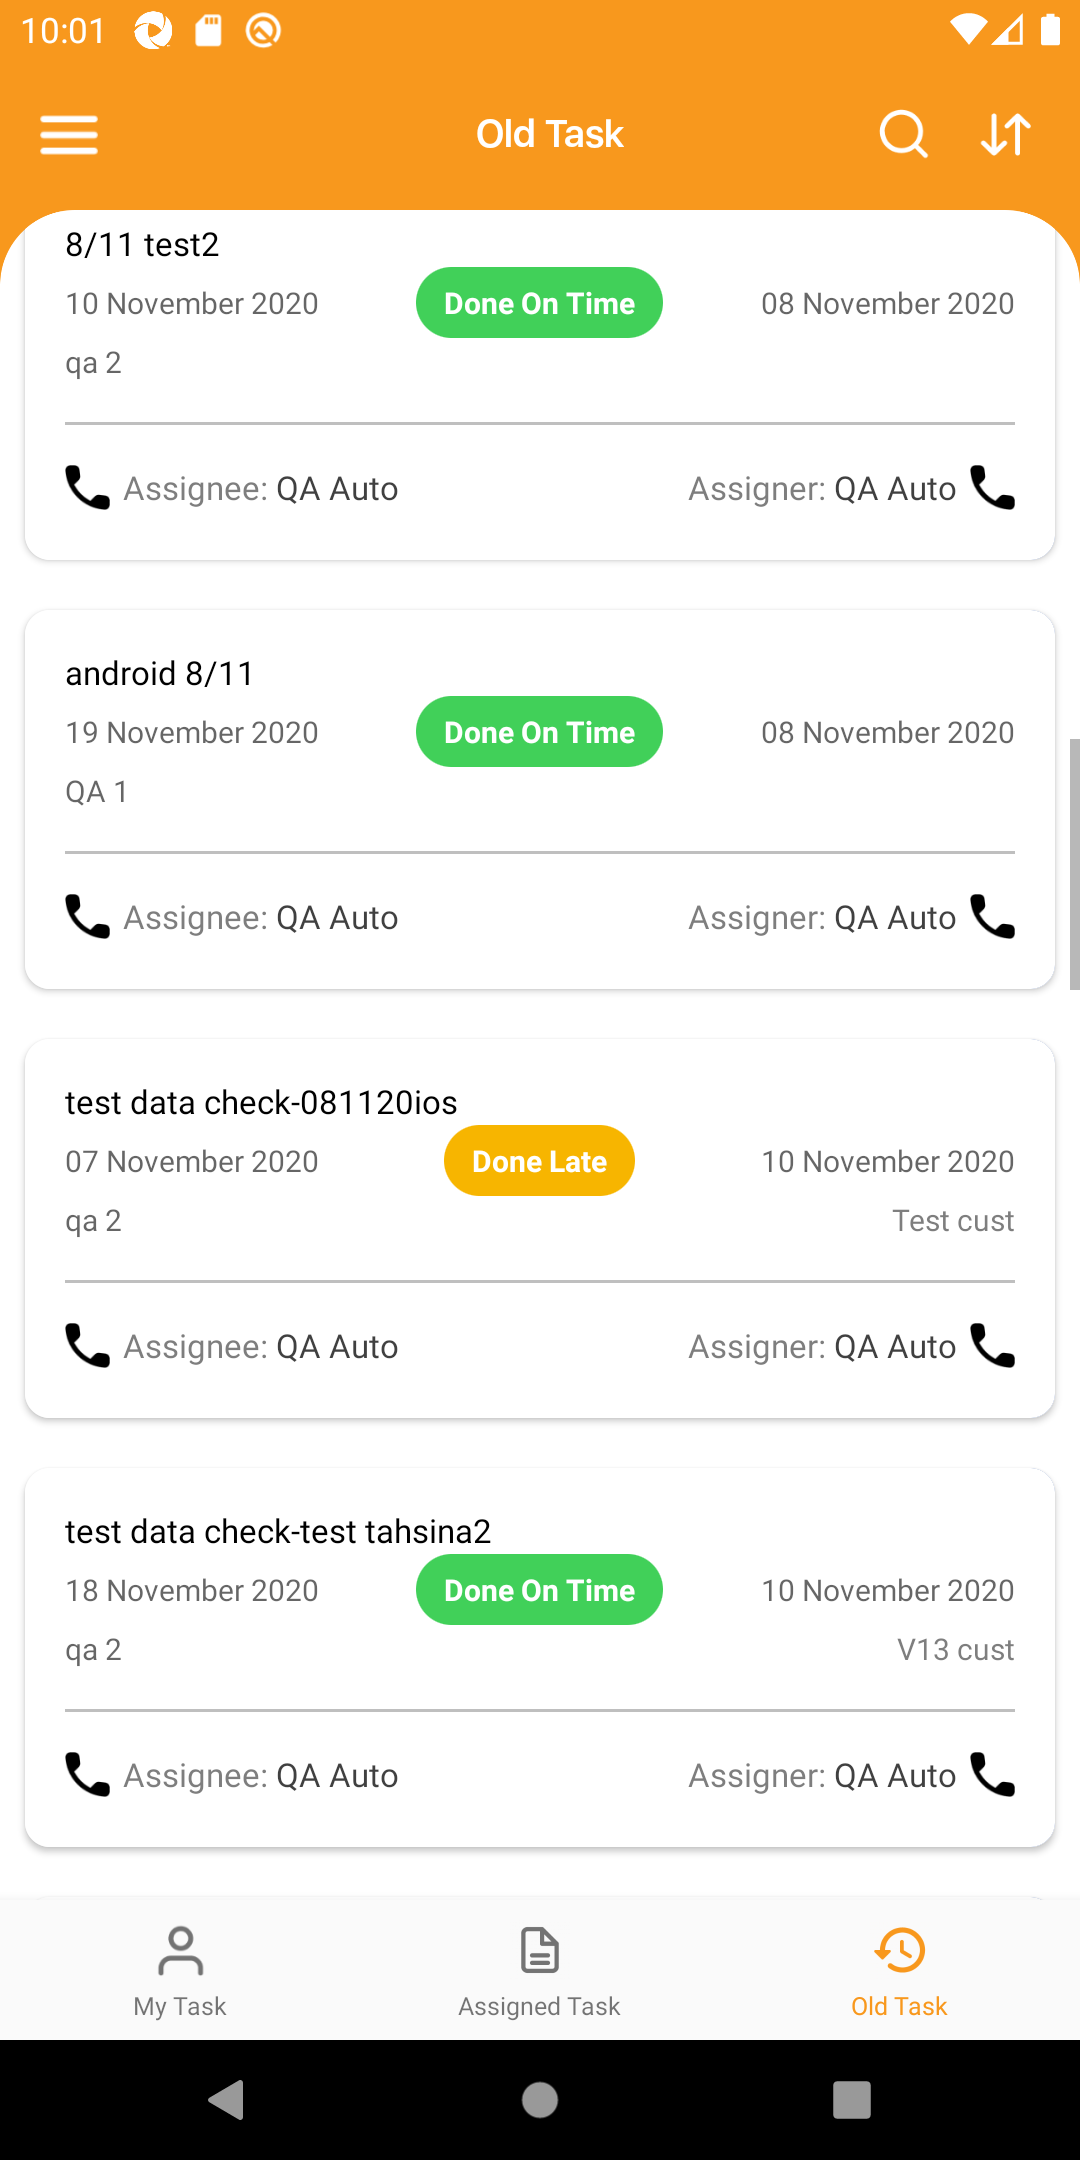 10:01
Old Task
8/11 test2
10 November 2020 Done On Time 08 November 2020
qa 2
Assignee: QA Auto Assigner: QA Auto
android 8/11
19 November 2020 Done On Time 08 November 2020
QA 1
Assignee: QA Auto Assigner: QA Auto
test data check-081120ios
07 November 2020 Done Late 10 November 2020
qa 2 Test cust
Assignee: QA Auto Assigner: QA Auto
test data check-test tahsina2
18 November 2020 Done On Time 10 November 2020
qa 2 V13 cust
Assignee: QA Auto Assigner: QA Auto
My Task Assigned Task Old Task